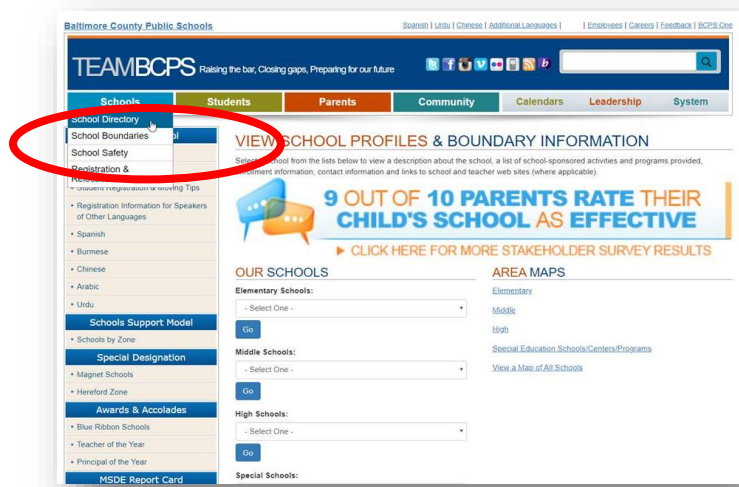 Baltimore County Public Schools
Spanish | Urdu | Chinese | Additional Languages |
| Employees | Careers | Feedback | BCPS One
TEAMBCPS Raising the bar, Closing gaps, Preparing for our future
Schools Students Parents Community Calendars Leadership System
School Directory
School Boundaries
School Safety
Registration &
Student Registration & Moving Tips
• Registration Information for Speakers
of Other Languages
• Spanish
• Burmese
• Chinese
• Arabic
• Urdu
Schools Support Model
• Schools by Zone
Special Designation
• Magnet Schools
• Hereford Zone
Awards & Accolades
• Blue Ribbon Schools
• Teacher of the Year
• Principal of the Year
MSDE Report Card
VIEW SCHOOL PROFILES & BOUNDARY INFORMATION
school from the lists below to view a description about the school, a list of school-sponsored activities and programs provided,
information, contact information and links to school and teacher web sites (where applicable).
9 OUT OF 10 PARENTS RATE THEIR
CHILD'S SCHOOL AS EFFECTIVE
▶ CLICK HERE FOR MORE STAKEHOLDER SURVEY RESULTS
OUR SCHOOLS
Elementary Schools:
- Select One -
Go
Middle Schools:
- Select One -
Go
High Schools:
- Select One -
Go
Special Schools:
AREA MAPS
Elementary
Middle
High
Special Education Schools/Centers/Programs
View a Map of All Schools